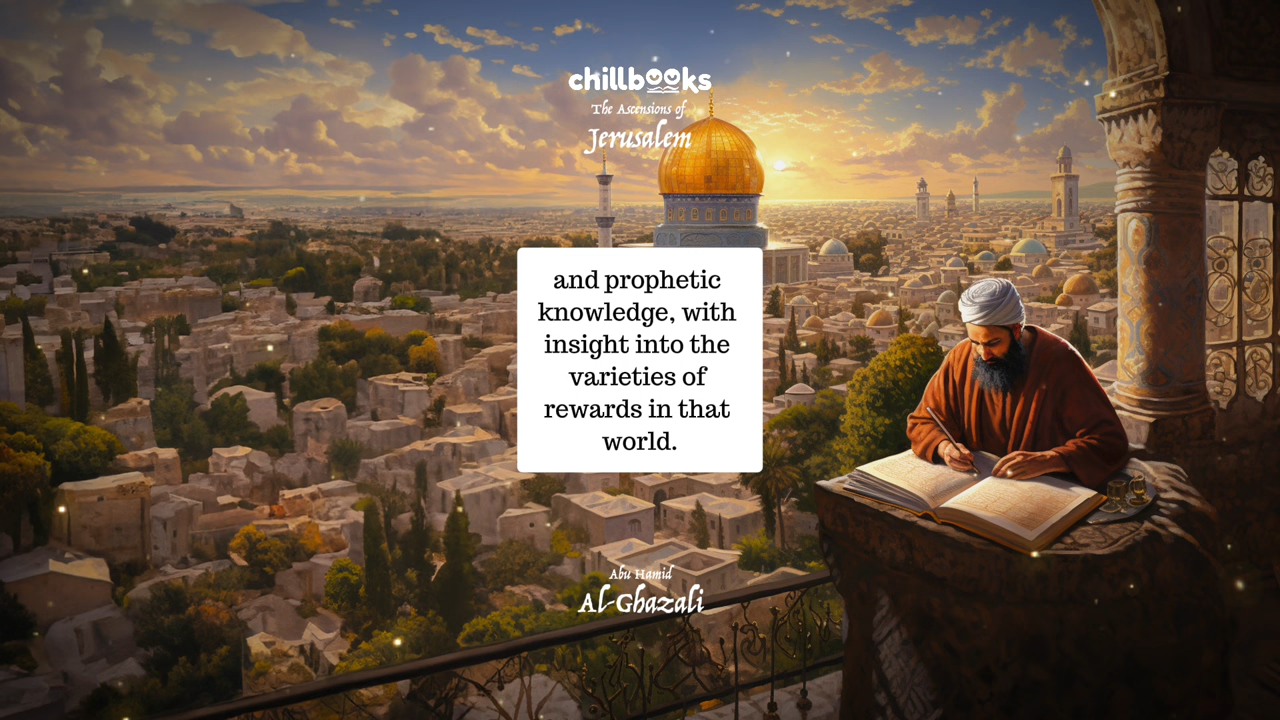 chillbooks
The Ascensions of
Jerusalem
and prophetic
knowledge, with
insight into the
varieties of
rewards in that
world.
Abu Hamid
Al-Ghazali